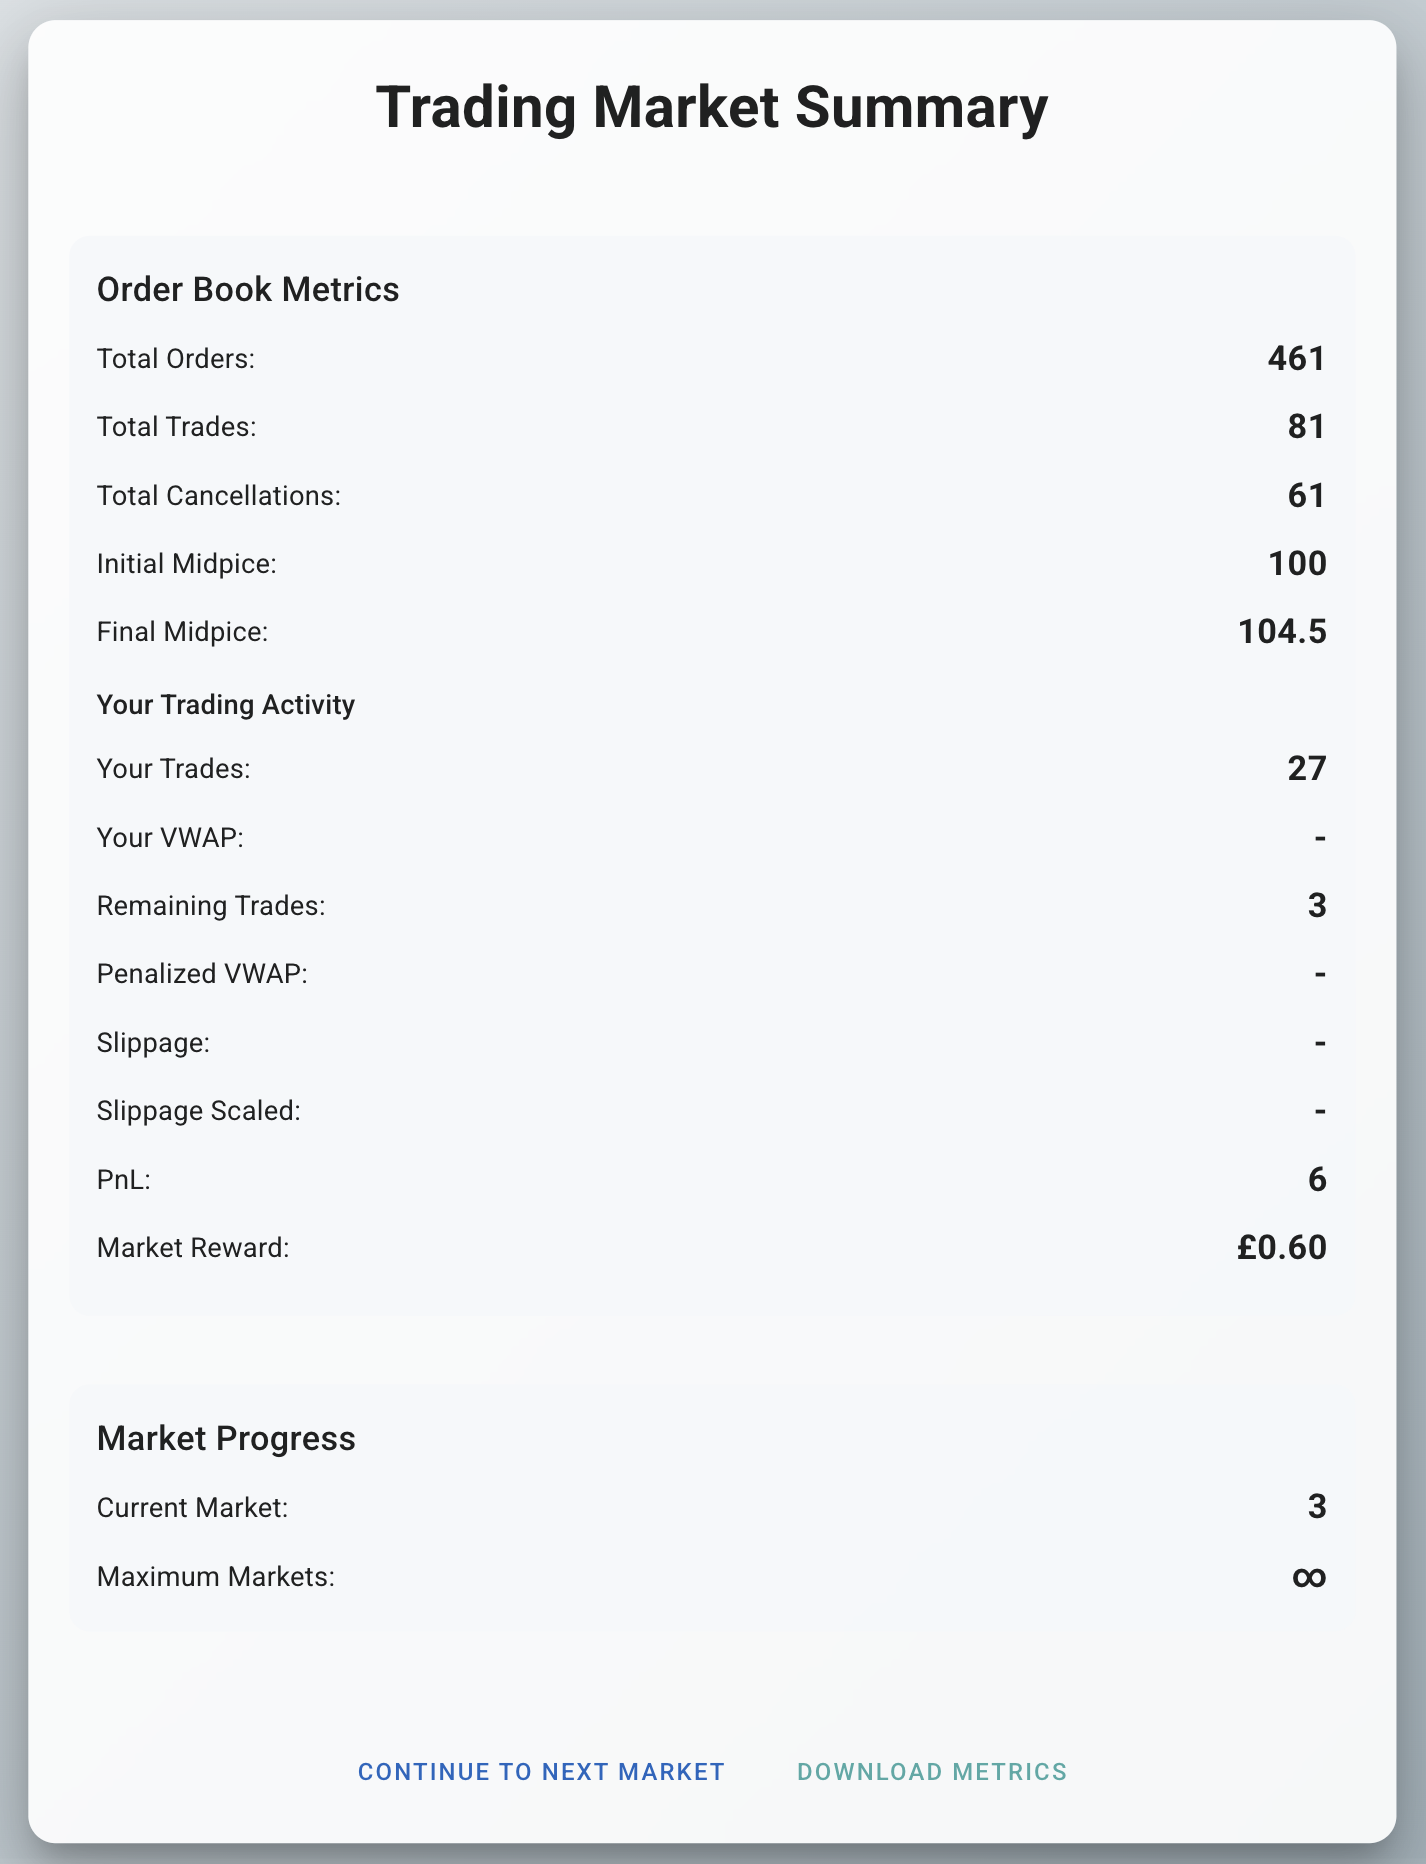 Trading Market Summary
Order Book Metrics
Total Orders: 461
Total Trades: 81
Total Cancellations: 61
Initial Midpice: 100
Final Midpice: 104.5
Your Trading Activity
Your Trades: 27
Your VWAP: -
Remaining Trades: 3
Penalized VWAP: -
Slippage: -
Slippage Scaled: -
PnL: 6
Market Reward: £0.60
Market Progress
Current Market: 3
Maximum Markets: ∞
CONTINUE TO NEXT MARKET DOWNLOAD METRICS